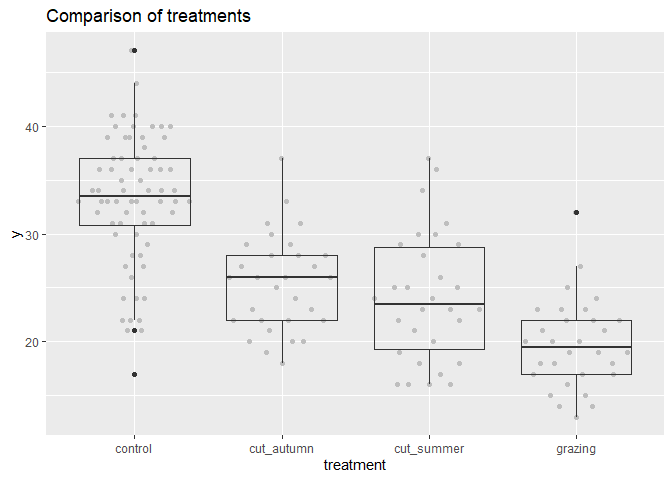 Comparison of treatments
y
40
30
20
control cut_autumn cut_summer grazing
treatment